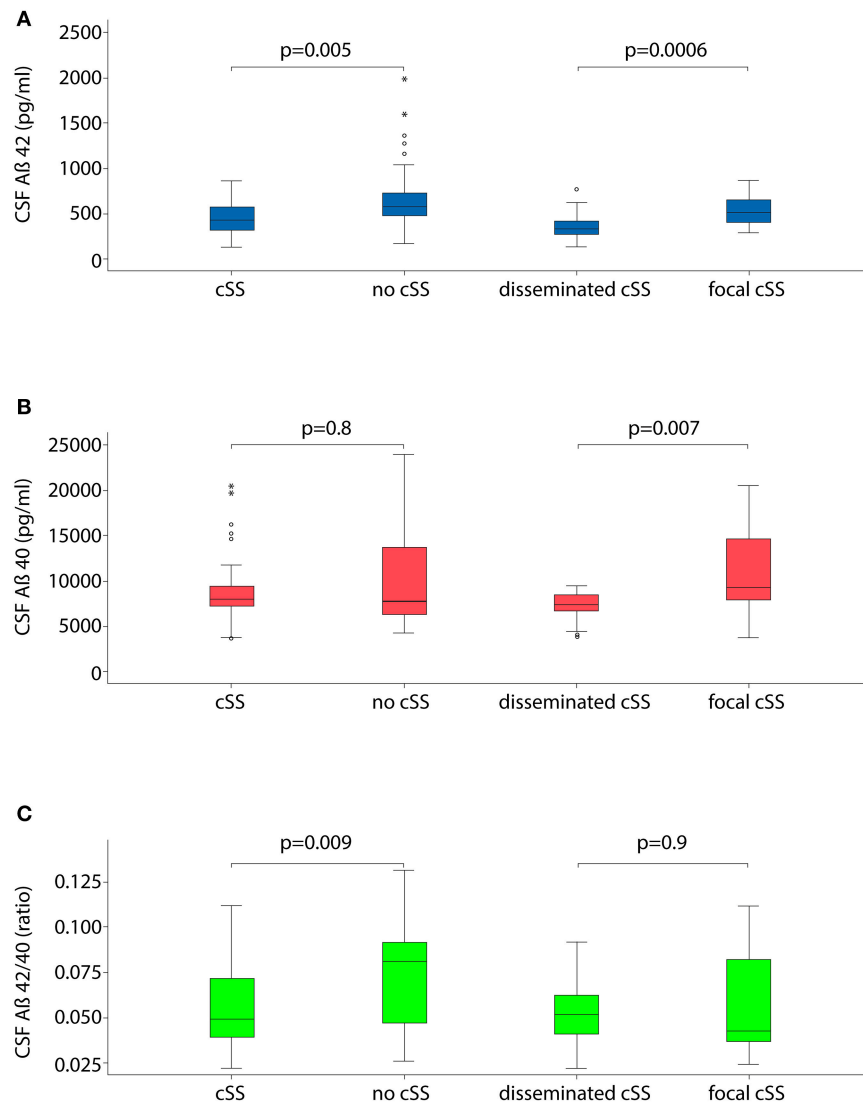 A
p=0.005 p=0.0006
CSF Aß 42 (pg/ml)
2500
2000
1500
1000
500
0
cSS no cSS disseminated cSS focal cSS
B
p=0.8 p=0.007
CSF Aß 40 (pg/ml)
25000
20000
15000
10000
5000
0
cSS no cSS disseminated cSS focal cSS
C
p=0.009 p=0.9
CSF Aß 42/40 (ratio)
0.125
0.100
0.075
0.050
0.025
cSS no cSS disseminated cSS focal cSS